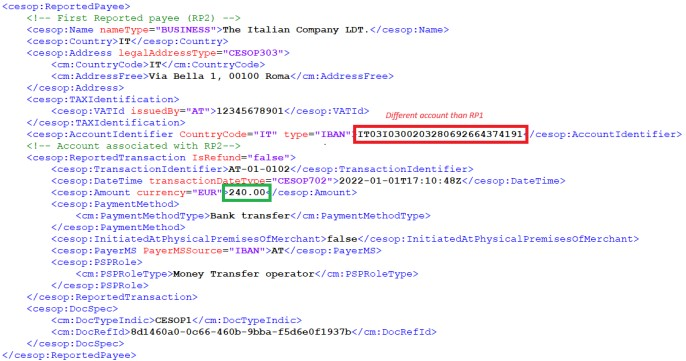 <cesop:ReportedPayee>
<!-- First Reported payee (RP2) -->
<cesop:Name nameType="BUSINESS">The Italian Company LDT.</cesop:Name>
<cesop:Country>IT</cesop:Country>
<cesop:Address legalAddressType="CESOP303">
<cm:CountryCode>IT</cm:CountryCode>
<cm:AddressFree>Via Bella 1, 00100 Roma</cm:AddressFree>
</cesop:Address>
<cesop:TAXIdentification>
<cesop:VATId issuedBy="AT">12345678901</cesop:VATId>
Different account than RP1
</cesop:TAXIdentification>
<cesop:AccountIdentifier CountryCode="IT" type="IBAN">IT03I0300203280692664374191</cesop:AccountIdentifier>
<!-- Account associated with RP2-->
<cesop:ReportedTransaction IsRefund="false">
<cesop:TransactionIdentifier>AT-01-0102</cesop:TransactionIdentifier>
<cesop:DateTime transactionDateType="CESOP702">2022-01-01T17:10:48Z</cesop:DateTime>
<cesop:Amount currency="EUR">240.00</cesop:Amount>
<cesop:PaymentMethod>
<cm:PaymentMethodType>Bank transfer</cm:PaymentMethodType>
</cesop:PaymentMethod>
<cesop:InitiatedAtPhysicalPremisesOfMerchant>false</cesop:InitiatedAtPhysicalPremisesOfMerchant>
<cesop:PayerMS PayerMSSource="IBAN">AT</cesop:PayerMS>
<cesop:PSPRole>
<cm:PSPRoleType>Money Transfer operator</cm:PSPRoleType>
</cesop:PSPRole>
</cesop:ReportedTransaction>
<cesop:DocSpec>
<cm:DocTypeIndic>CESOP1</cm:DocTypeIndic>
<cm:DocRefId>8d1460a0-0c66-460b-9bba-f5d6e0f1937b</cm:DocRefId>
</cesop:DocSpec>
</cesop:ReportedPayee>